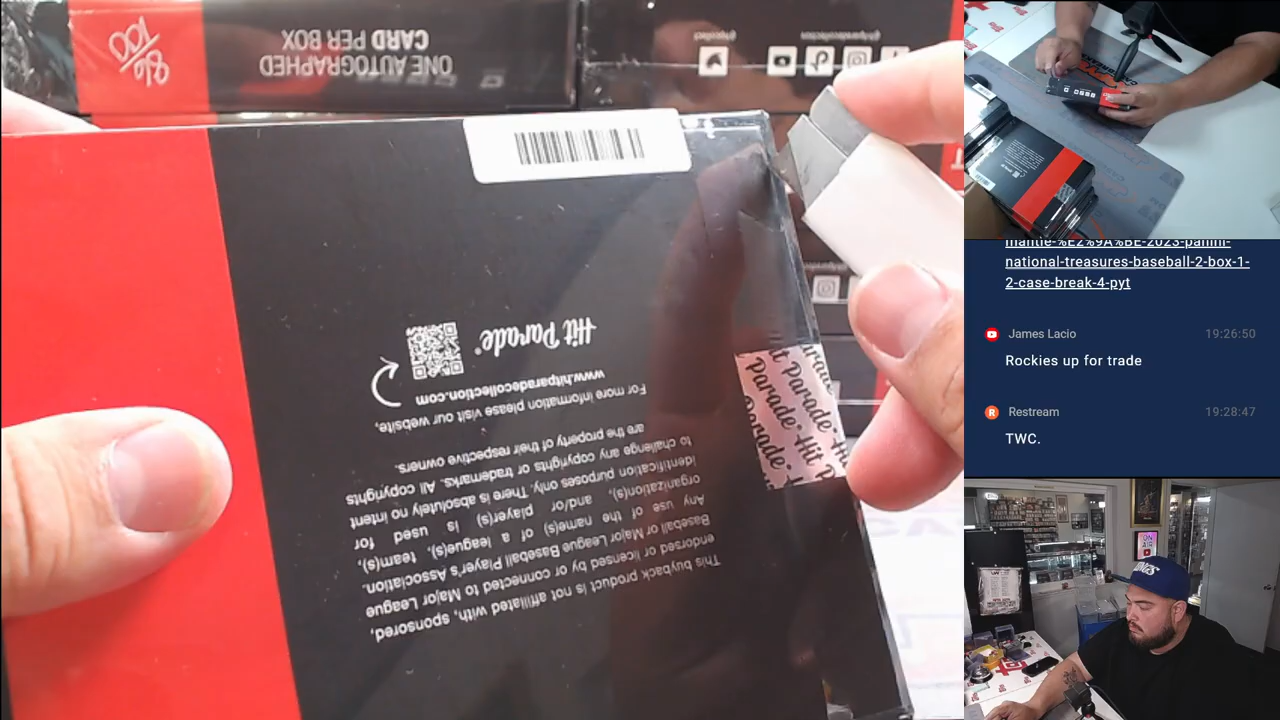 ONE AUTOGRAPHED
CARD PER BOX
This buyback product is not affiliated with, sponsored,
endorsed or licensed by or connected to Major League
Baseball or Major League Baseball Player's Association.
Any use of the name(s) of a league(s), team(s),
organization(s), and/or player(s) is used for
identification purposes only. There is absolutely no intent
to challenge any copyrights or trademarks. All copyrights
are the property of their respective owners.
For more information please visit our website,
www.hitparadecollection.com
Hit Parade
Hit Parade
mantle-%E2%9A%BE-2023-panini-
national-treasures-baseball-2-box-1-
2-case-break-4-pyt
James Lacio 19:26:50
Rockies up for trade
Restream 19:28:47
TWC.
ON
AIR